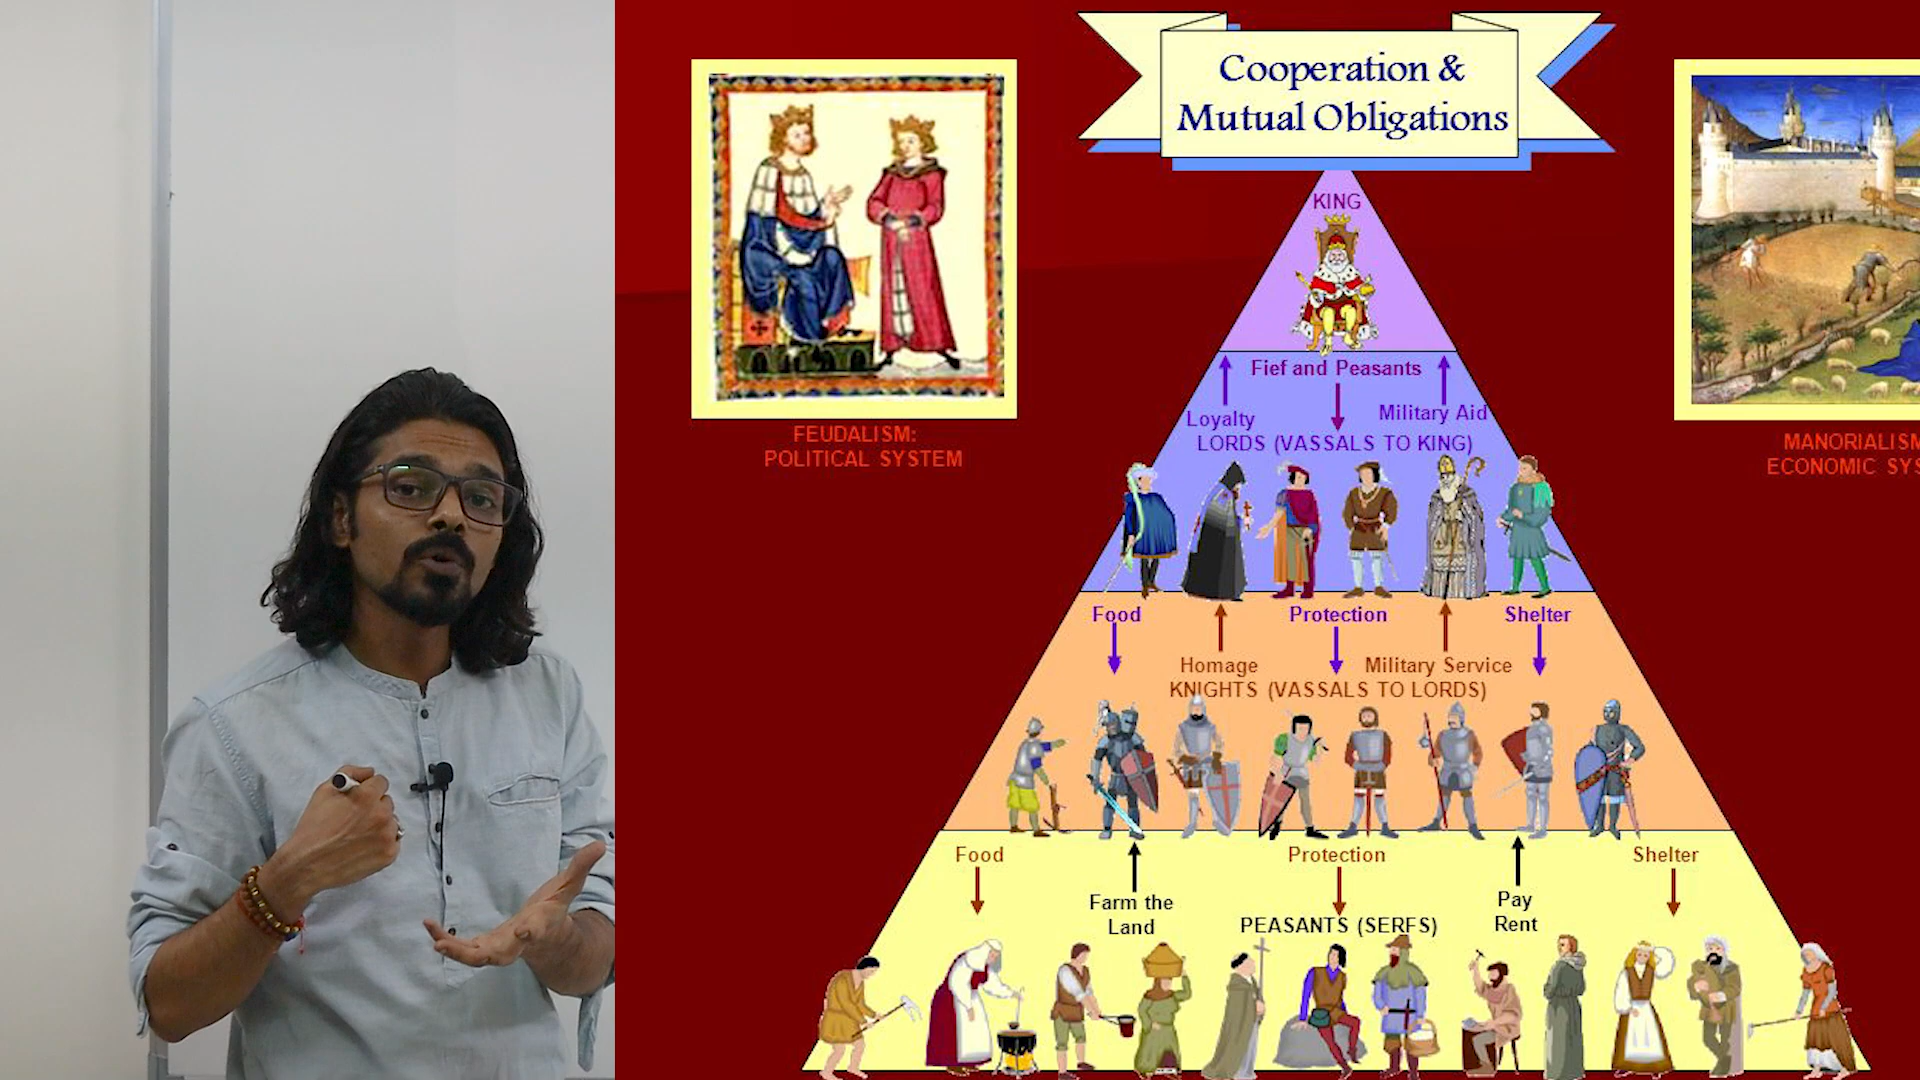 Cooperation &
Mutual Obligations
KING
Fief and Peasants
Loyalty
Military Aid
LORDS (VASSALS TO KING)
FEUDALISM:
POLITICAL SYSTEM
MANORIALISM
ECONOMIC SYS
Food
Protection
Shelter
Homage
Military Service
KNIGHTS (VASSALS TO LORDS)
Food
Protection
Shelter
Farm the
Land
Pay
Rent
PEASANTS (SERFS)